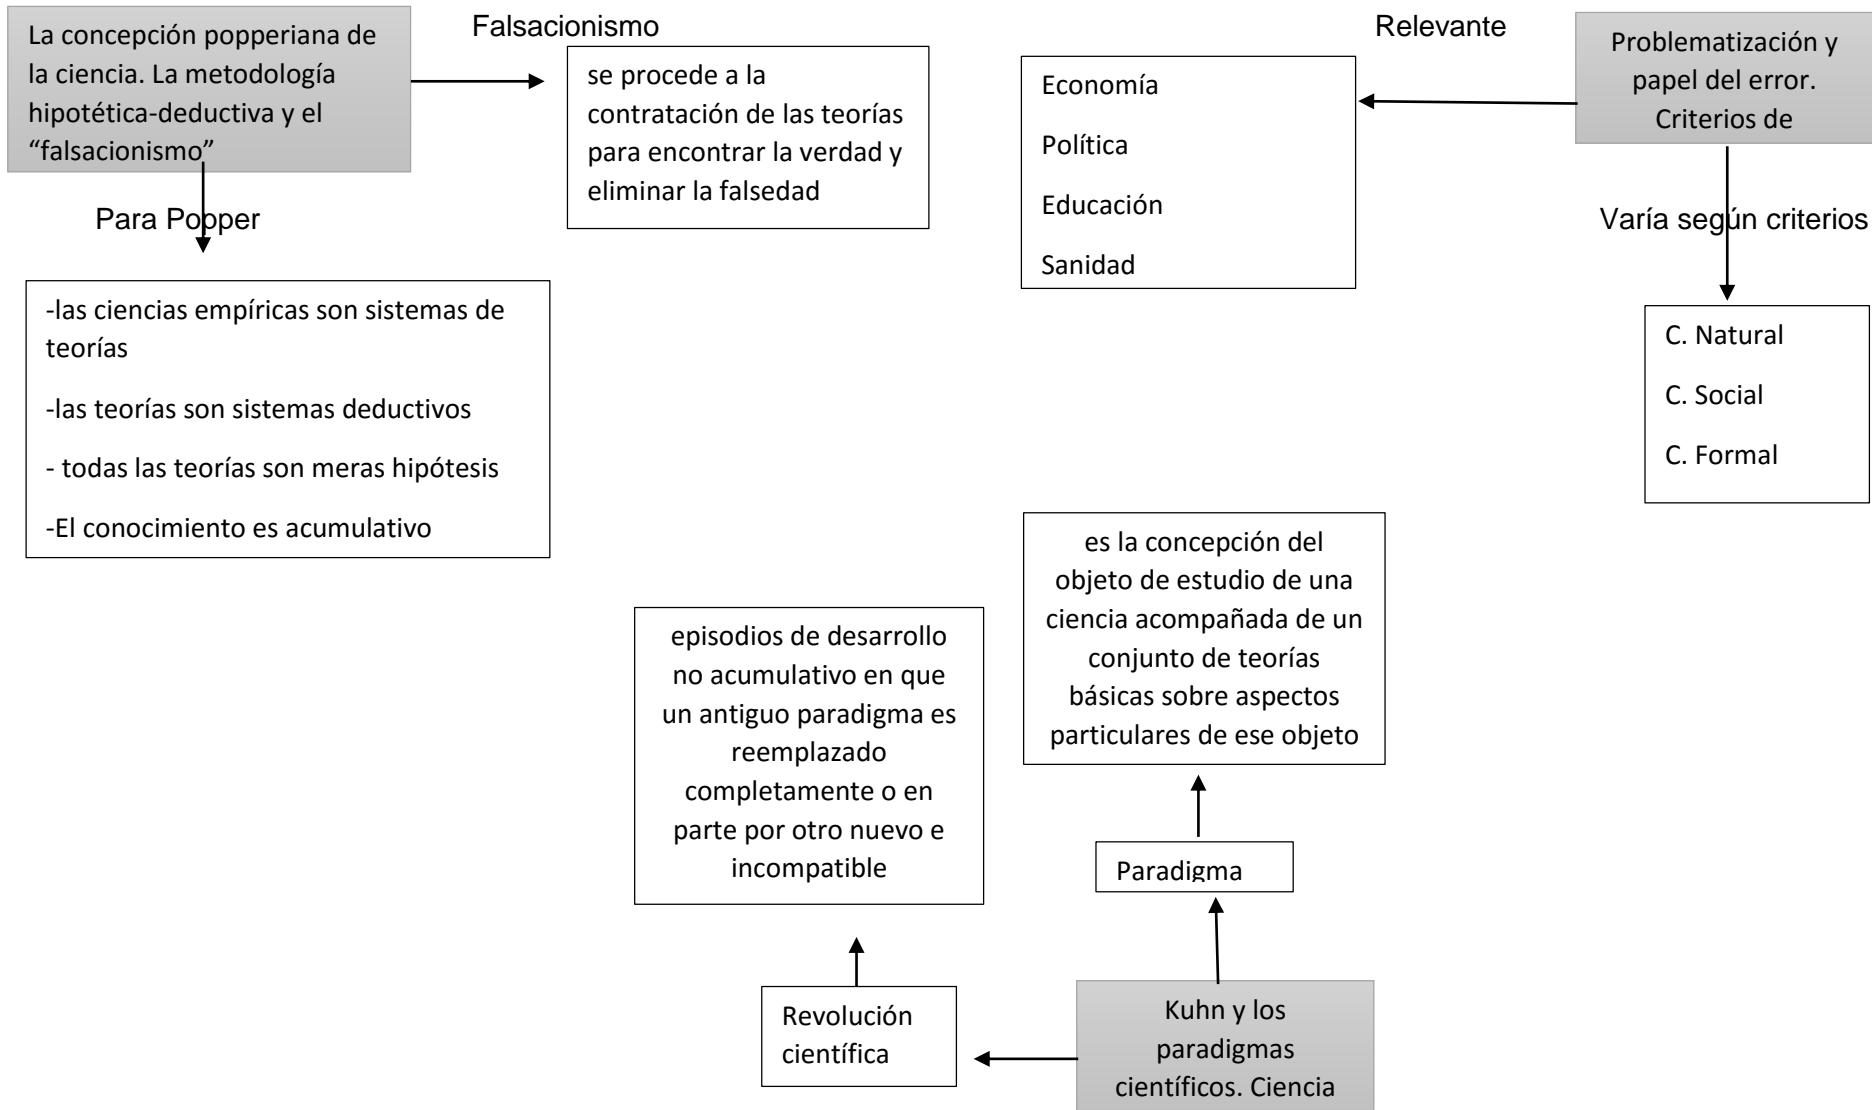 La concepción popperiana de
la ciencia. La metodología
hipotética-deductiva y el
“falsacionismo”
Falsacionismo
se procede a la
contratación de las teorías
para encontrar la verdad y
eliminar la falsedad
Para Popper
-las ciencias empíricas son sistemas de
teorías
-las teorías son sistemas deductivos
- todas las teorías son meras hipótesis
-El conocimiento es acumulativo
Relevante
Problematización y
papel del error.
Criterios de
Economía
Política
Educación
Sanidad
Varía según criterios
C. Natural
C. Social
C. Formal
es la concepción del
objeto de estudio de una
ciencia acompañada de un
conjunto de teorías
básicas sobre aspectos
particulares de ese objeto
episodios de desarrollo
no acumulativo en que
un antiguo paradigma es
reemplazado
completamente o en
parte por otro nuevo e
incompatible
Paradigma
Revolución
científica
Kuhn y los
paradigmas
científicos. Ciencia